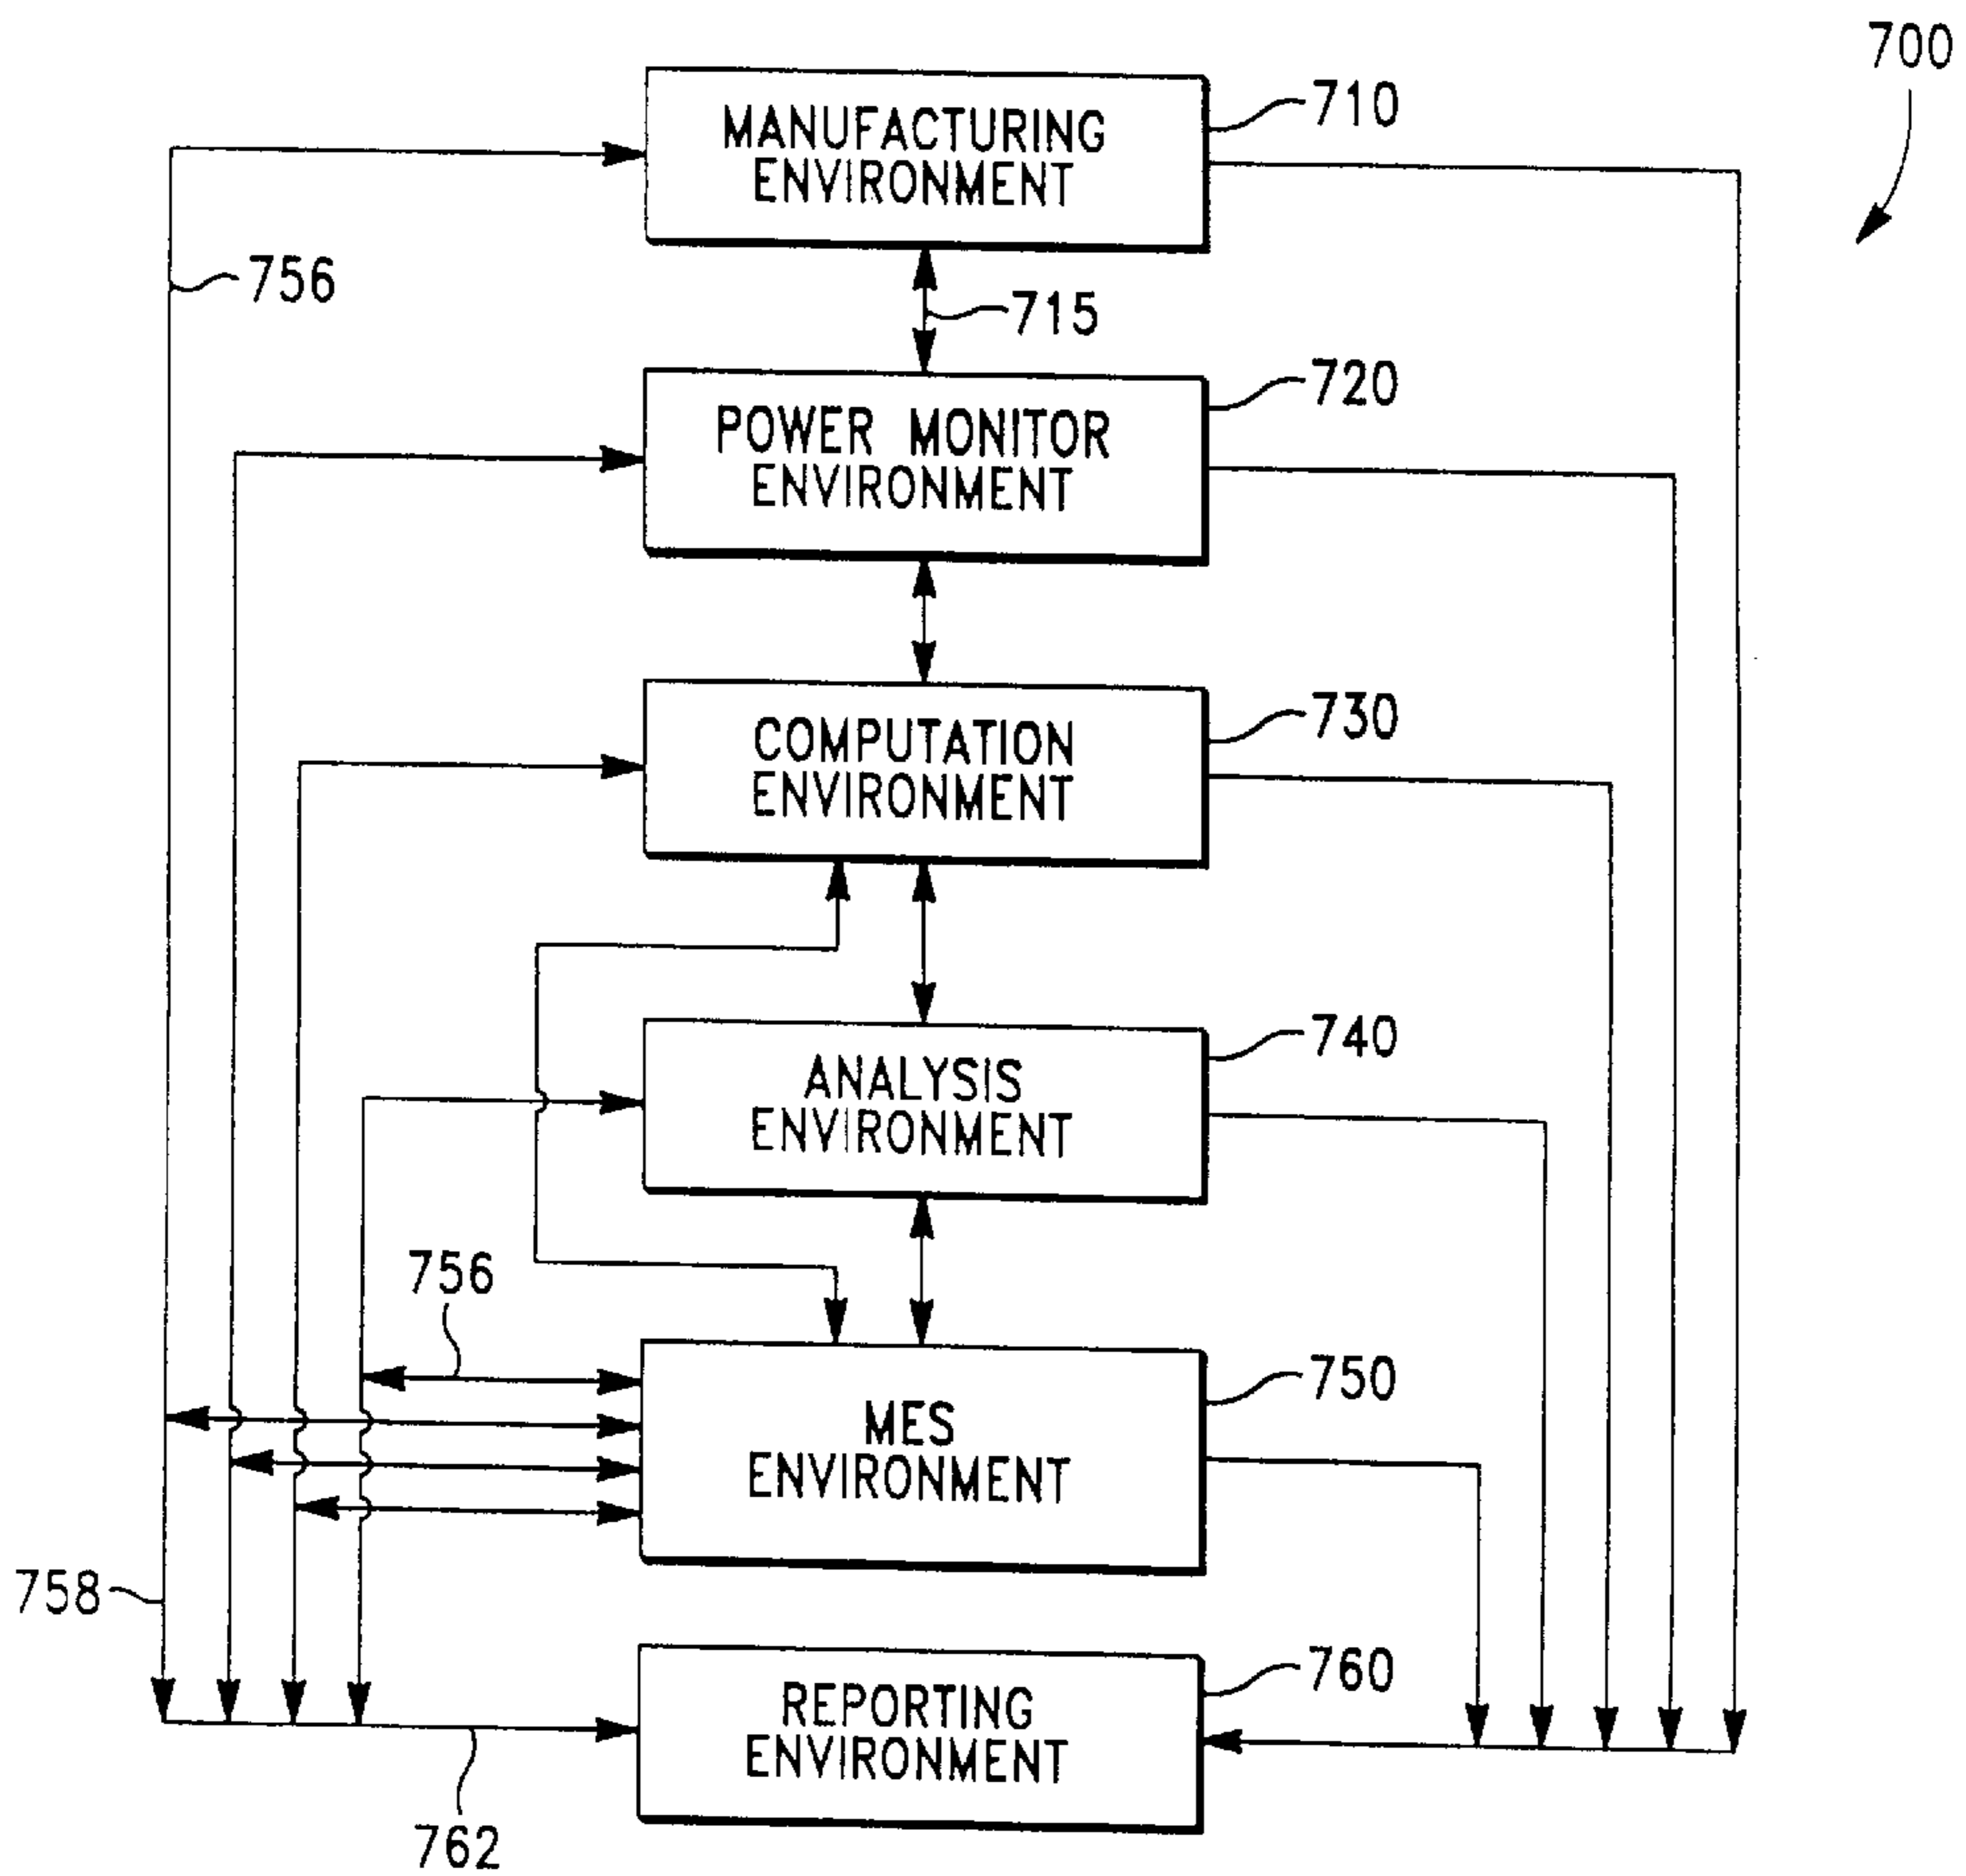 700
MANUFACTURING
ENVIRONMENT
710
756
715
POWER MONITOR
ENVIRONMENT
720
COMPUTATION
ENVIRONMENT
730
ANALYSIS
ENVIRONMENT
740
756
MES
ENVIRONMENT
750
758
REPORTING
ENVIRONMENT
760
762